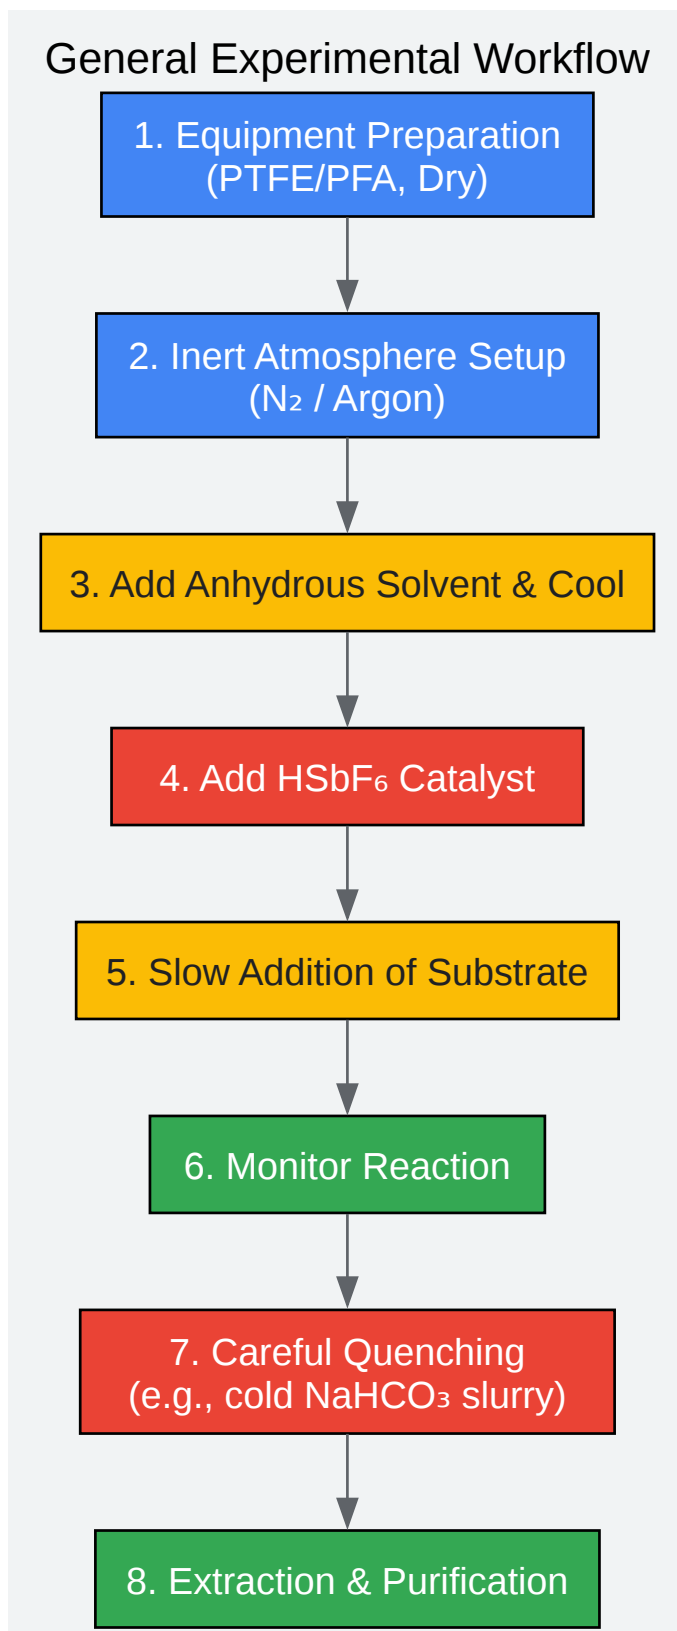 General Experimental Workflow
1. Equipment Preparation
(PTFE/PFA, Dry)
2. Inert Atmosphere Setup
(N₂ / Argon)
3. Add Anhydrous Solvent & Cool
4. Add HSbF₆ Catalyst
5. Slow Addition of Substrate
6. Monitor Reaction
7. Careful Quenching
(e.g., cold NaHCO₃ slurry)
8. Extraction & Purification